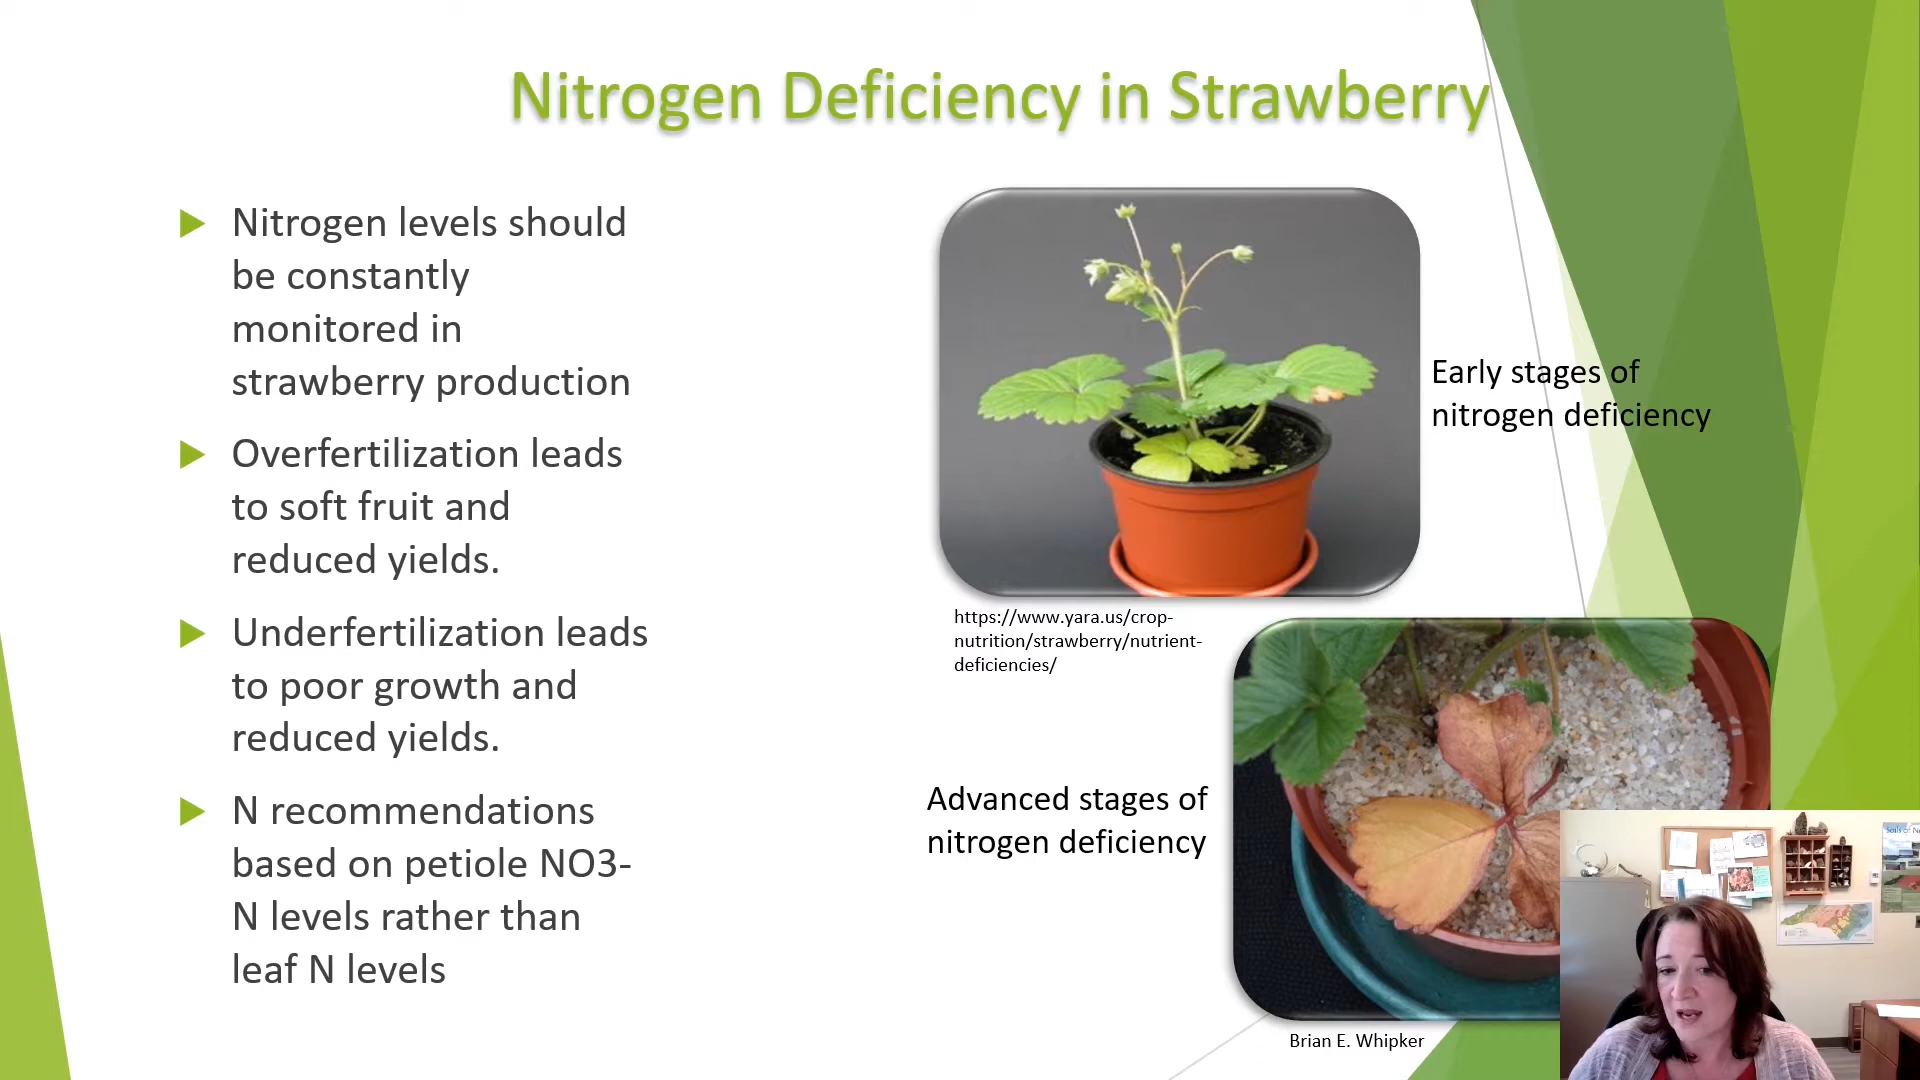 Nitrogen Deficiency in Strawberry
Nitrogen levels should
be constantly
monitored in
strawberry production
Overfertilization leads
to soft fruit and
reduced yields.
Underfertilization leads
to poor growth and
reduced yields.
N recommendations
based on petiole NO3-
N levels rather than
leaf N levels
Early stages of
nitrogen deficiency
https://www.yara.us/crop-
nutrition/strawberry/nutrient-
deficiencies/
Advanced stages of
nitrogen deficiency
Brian E. Whipker